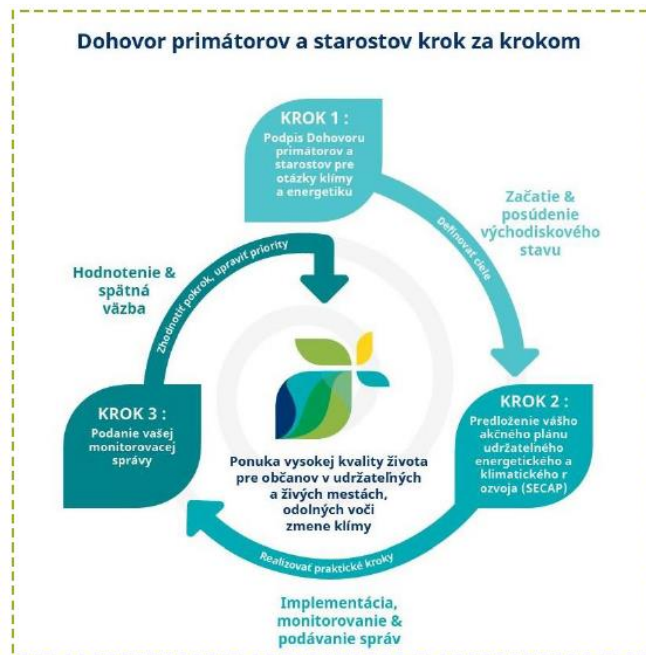 Dohovor primátorov a starostov krok za krokom
KROK 1 :
Podpis Dohovoru
primátorov a
starostov pre
otázky klímy
a energetiku
Definovať ciele
Začatie &
posúdenie
východiskového
stavu
KROK 2 :
Predloženie vášho
akčného plánu
udržatelného
energetického a
klimatického r
ozvoja (SECAP)
Realizovať praktické kroky
Implementácia,
monitorovanie &
podávanie správ
KROK 3 :
Podanie vašej
monitorovacej
správy
Zhodnotiť pokrok, upraviť priority
Hodnotenie &
spätná
väzba
Ponuka vysokej kvality života
pre občanov v udržateľných
a živých mestách,
odolných voči
zmene klímy